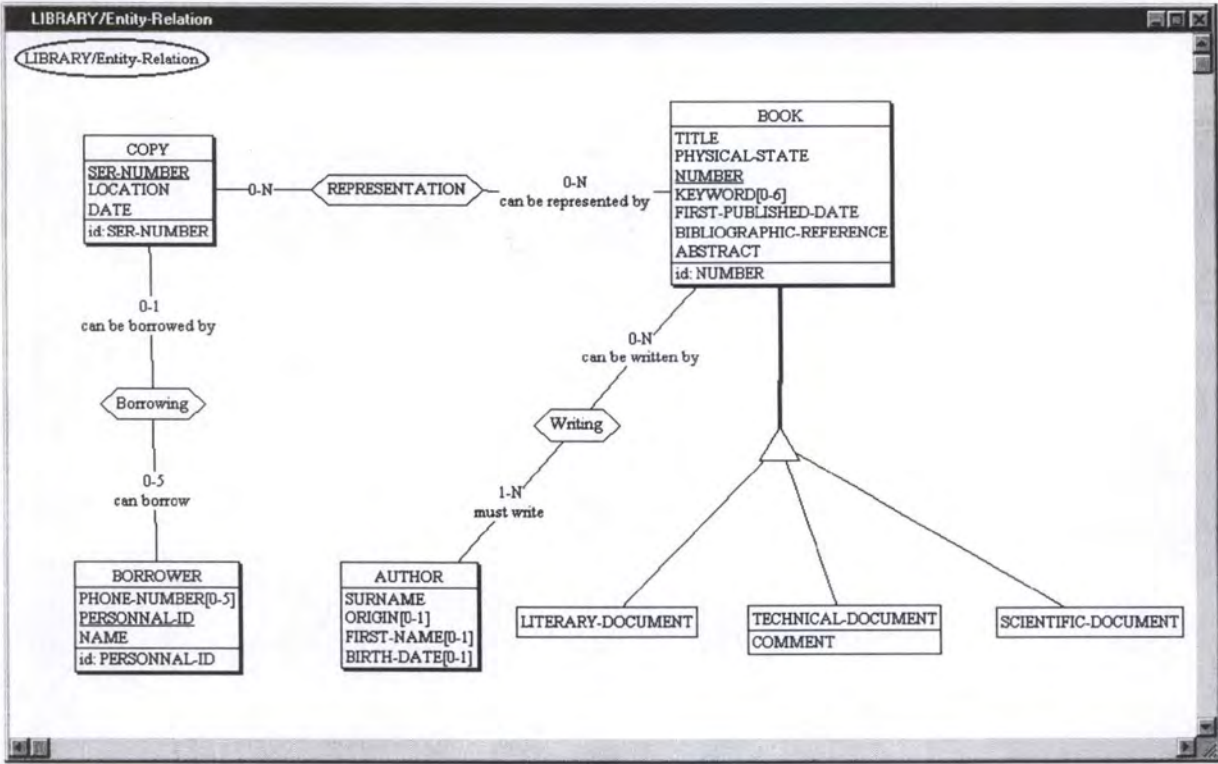 LIBRARY/Entity-Relation
LIBRARY/Entity-Relation
COPY
SER-NUMBER
LOCATION
DATE
id: SER-NUMBER
0-N
REPRESENTATION
0-N
can be represented by
BOOK
TITLE
PHYSICAL-STATE
NUMBER
KEYWORD[0-6]
FIRST-PUBLISHED-DATE
BIBLIOGRAPHIC-REFERENCE
ABSTRACT
id: NUMBER
0-1
can be borrowed by
Borrowing
0-5
can borrow
0-N
can be written by
Writing
1-N
must write
BORROWER
PHONE-NUMBER[0-5]
PERSONNAL-ID
NAME
id: PERSONNAL-ID
AUTHOR
SURNAME
ORIGIN[0-1]
FIRST-NAME[0-1]
BIRTH-DATE[0-1]
LITERARY-DOCUMENT
TECHNICAL-DOCUMENT
COMMENT
SCIENTIFIC-DOCUMENT